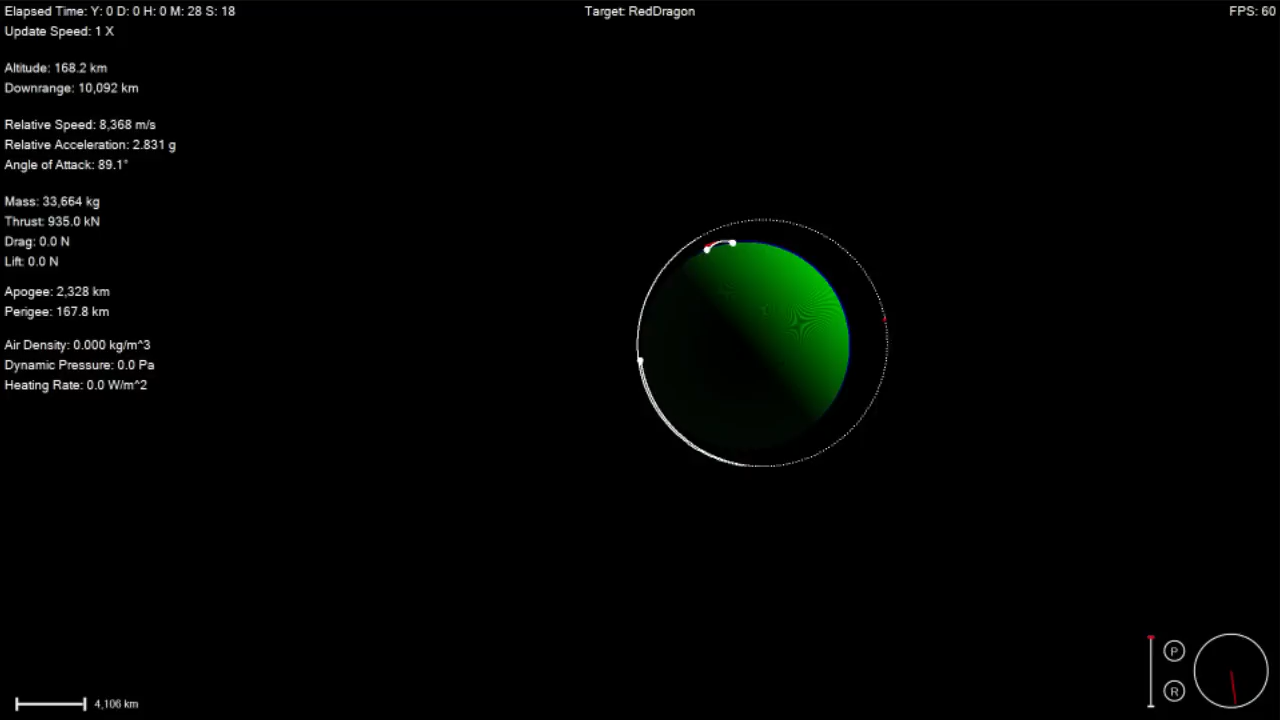 Elapsed Time: Y: 0 D: 0 H: 0 M: 28 S: 18
Target: RedDragon
FPS: 60
Update Speed: 1 X
Altitude: 168.2 km
Downrange: 10,092 km
Relative Speed: 8,368 m/s
Relative Acceleration: 2.831 g
Angle of Attack: 89.1°
Mass: 33,664 kg
Thrust: 935.0 kN
Drag: 0.0 N
Lift: 0.0 N
Apogee: 2,328 km
Perigee: 167.8 km
Air Density: 0.000 kg/m^3
Dynamic Pressure: 0.0 Pa
Heating Rate: 0.0 W/m^2
P
R
4,106 km